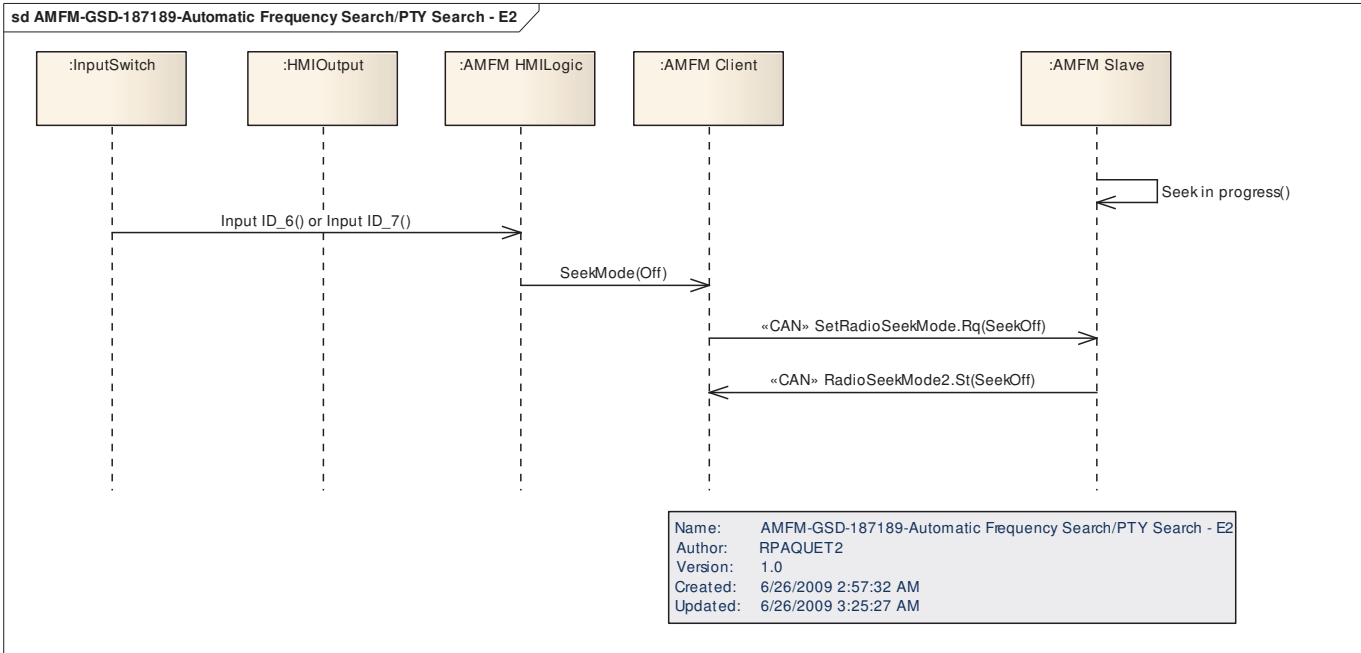 sd AMFM-GSD-187189-Automatic Frequency Search/PTY Search - E2
:InputSwitch
:HMIOutput
:AMFM HMILogic
:AMFM Client
:AMFM Slave
Seek in progress()
Input ID_6() or Input ID_7()
SeekMode(Off)
«CAN» SetRadioSeekMode.Rq(SeekOff)
«CAN» RadioSeekMode2.St(SeekOff)
Name: AMFM-GSD-187189-Automatic Frequency Search/PTY Search - E2
Author: RPAQUET2
Version: 1.0
Created: 6/26/2009 2:57:32 AM
Updated: 6/26/2009 3:25:27 AM